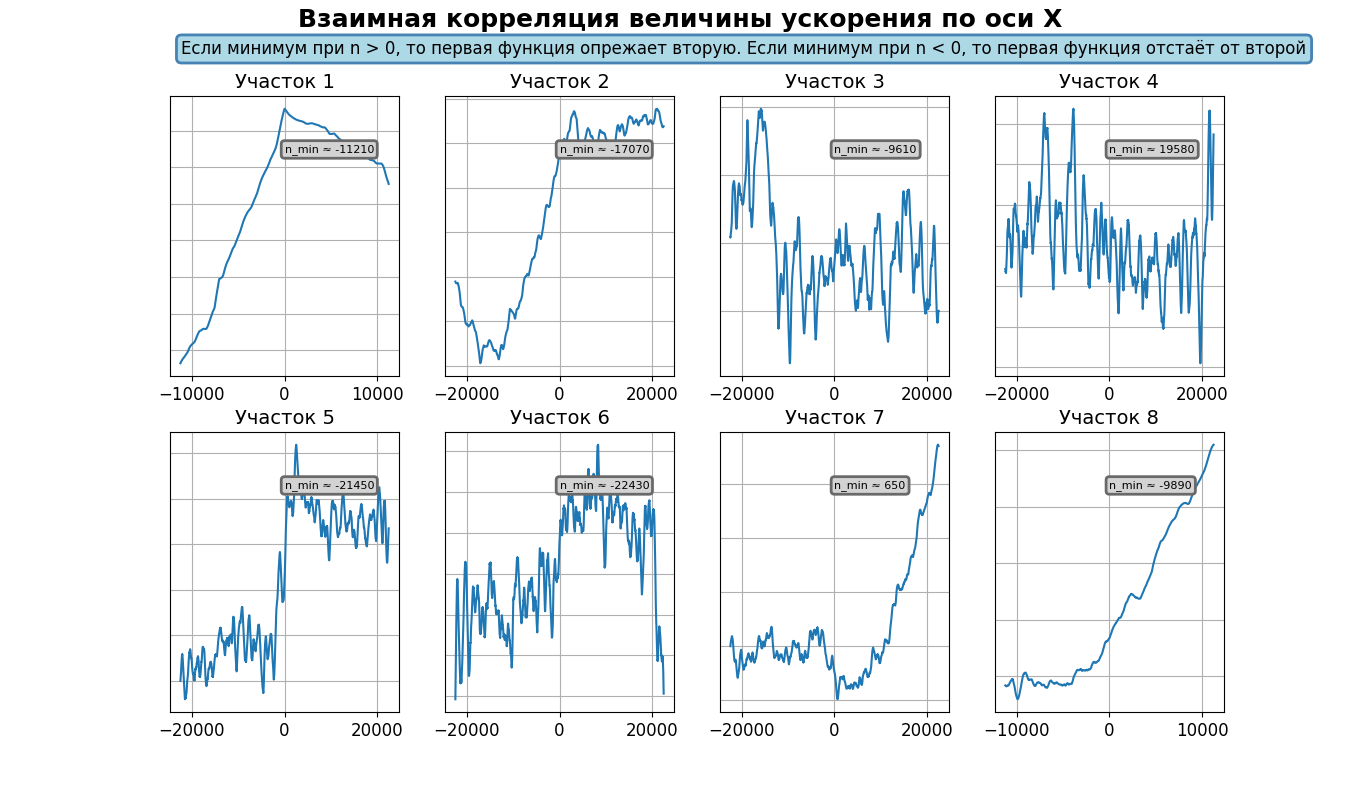 Взаимная корреляция величины ускорения по оси X
Если минимум при n > 0, то первая функция опрежает вторую. Если минимум при n < 0, то первая функция отстаёт от второй
Участок 1 Участок 2 Участок 3 Участок 4
n_min ≈ -11210 n_min ≈ -17070 n_min ≈ -9610 n_min ≈ 19580
−10000 0 10000 −20000 0 20000 −20000 0 20000 −20000 0 20000
Участок 5 Участок 6 Участок 7 Участок 8
n_min ≈ -21450 n_min ≈ -22430 n_min ≈ 650 n_min ≈ -9890
−20000 0 20000 −20000 0 20000 −20000 0 20000 −10000 0 10000